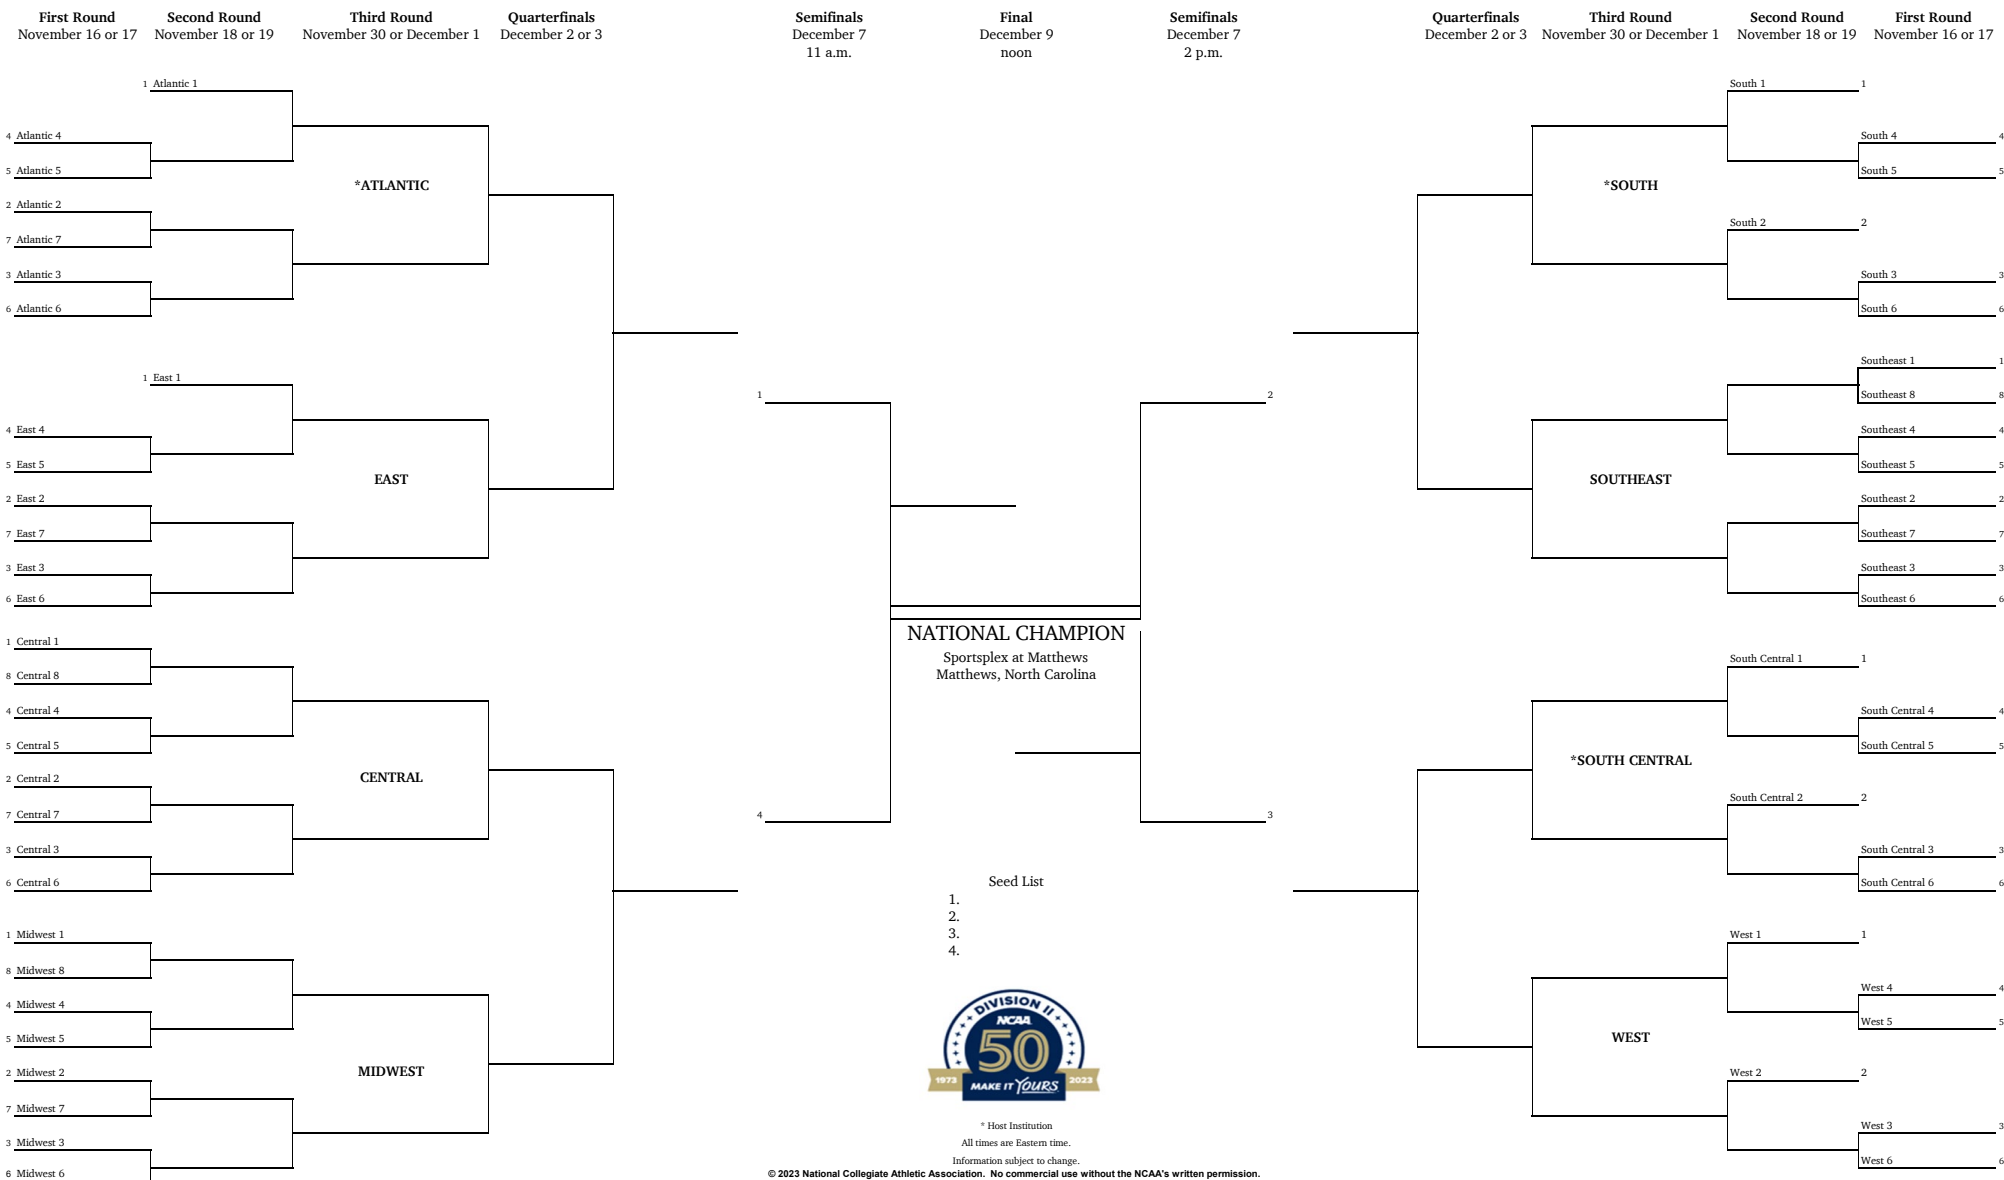 First Round
November 16 or 17
Second Round
November 18 or 19
Third Round
November 30 or December 1
Quarterfinals
December 2 or 3
Semifinals
December 7
11 a.m.
Final
December 9
noon
Semifinals
December 7
2 p.m.
Quarterfinals
December 2 or 3
Third Round
November 30 or December 1
Second Round
November 18 or 19
First Round
November 16 or 17
1 Atlantic 1
4 Atlantic 4
5 Atlantic 5
*ATLANTIC
2 Atlantic 2
7 Atlantic 7
3 Atlantic 3
6 Atlantic 6
1 East 1
4 East 4
5 East 5
EAST
2 East 2
7 East 7
3 East 3
6 East 6
1 Central 1
8 Central 8
4 Central 4
5 Central 5
CENTRAL
2 Central 2
7 Central 7
3 Central 3
6 Central 6
1 Midwest 1
8 Midwest 8
4 Midwest 4
5 Midwest 5
MIDWEST
2 Midwest 2
7 Midwest 7
3 Midwest 3
6 Midwest 6
1
4
2
3
NATIONAL CHAMPION
Sportsplex at Matthews
Matthews, North Carolina
Seed List
1.
2.
3.
4.
DIVISION II
NCAA
50
1973
MAKE IT YOURS
2023
* Host Institution
All times are Eastern time.
Information subject to change.
© 2023 National Collegiate Athletic Association. No commercial use without the NCAA's written permission.
South 1 1
South 4 4
South 5 5
*SOUTH
South 2 2
South 3 3
South 6 6
Southeast 1 1
Southeast 8 8
Southeast 4 4
Southeast 5 5
SOUTHEAST
Southeast 2 2
Southeast 7 7
Southeast 3 3
Southeast 6 6
South Central 1 1
South Central 4 4
South Central 5 5
*SOUTH CENTRAL
South Central 2 2
South Central 3 3
South Central 6 6
West 1 1
West 4 4
West 5 5
WEST
West 2 2
West 3 3
West 6 6